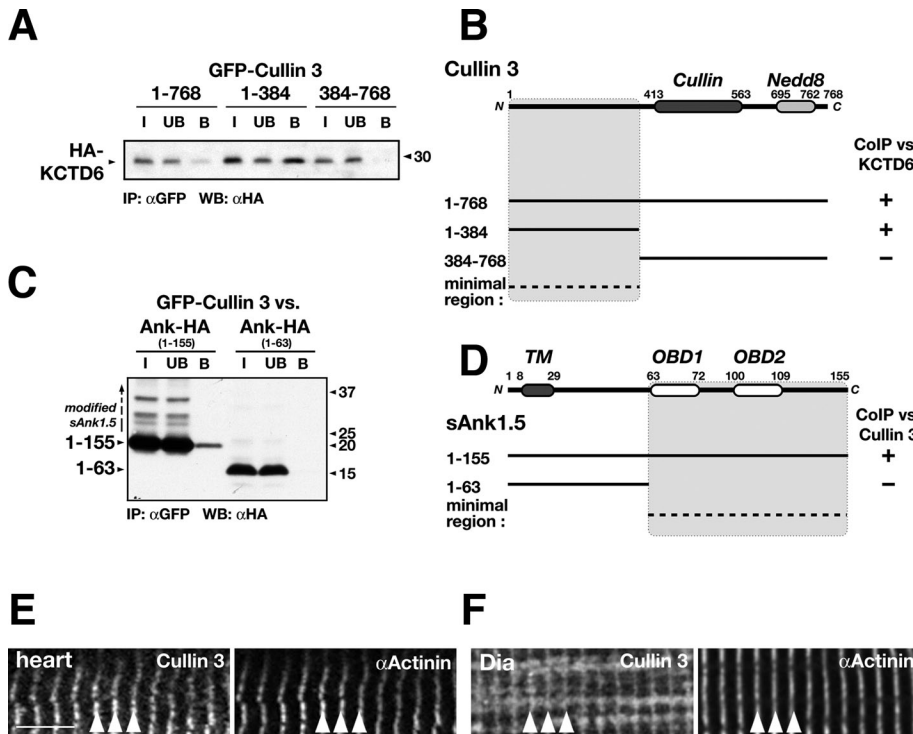 A
GFP-Cullin 3
1-768 1-384 384-768
I UB B I UB B I UB B
HA-
KCTD6
30
IP: αGFP WB: αHA
B
Cullin 3
Cullin Nedd8
1 413 563 695 762 768
N C
CoIP vs
KCTD6
1-768 +
1-384 +
384-768 –
minimal
region :
C
GFP-Cullin 3 vs.
Ank-HA Ank-HA
(1-155) (1-63)
I UB B I UB B
modified
sAnk1.5
1-155
1-63
37
25
20
15
IP: αGFP WB: αHA
D
TM OBD1 OBD2
1 8 29 63 72 100 109 155
N C
sAnk1.5
CoIP vs
Cullin 3
1-155 +
1-63 –
minimal
region :
E
heart Cullin 3
αActinin
F
Dia Cullin 3
αActinin